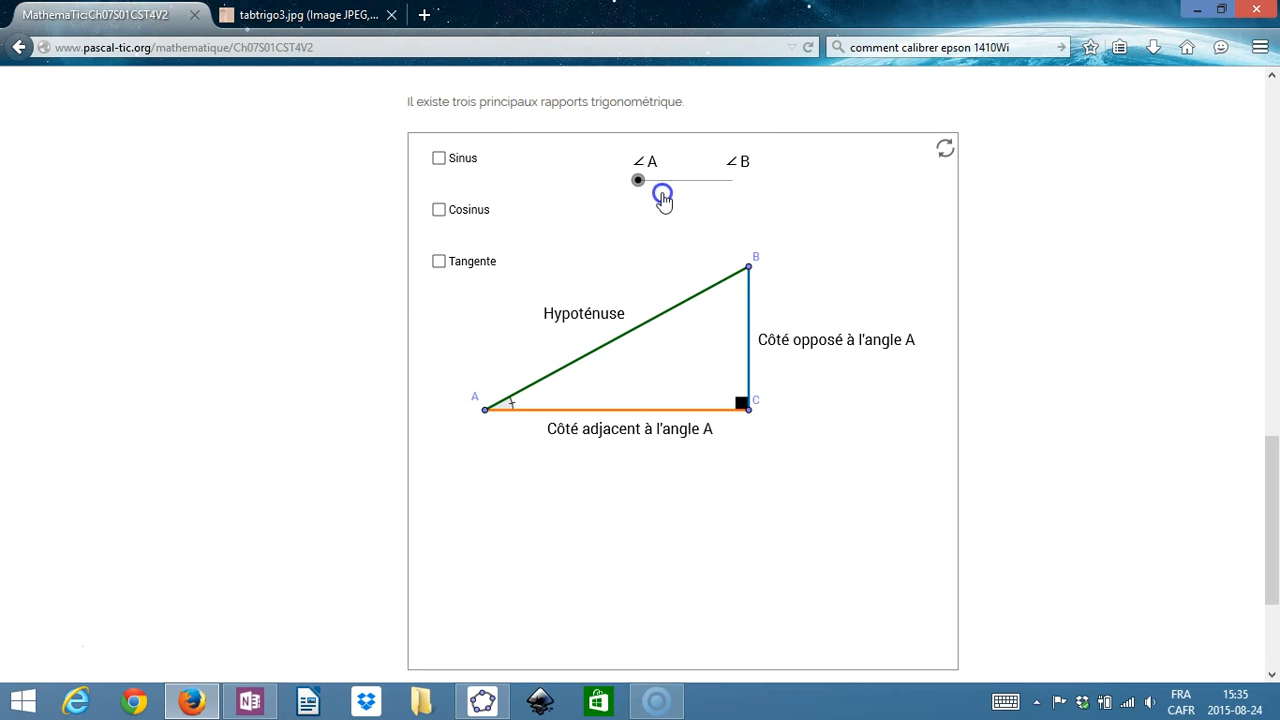 MathemaTic:Ch07S01CST4V2
tabtrigo3.jpg (Image JPEG,...
www.pascal-tic.org/mathematique/Ch07S01CST4V2
comment calibrer epson 1410Wi
Il existe trois principaux rapports trigonométrique.
Sinus
∠ A
∠ B
Cosinus
Tangente
B
Hypoténuse
Côté opposé à l'angle A
A
C
Côté adjacent à l'angle A
FRA
CAFR
15:35
2015-08-24